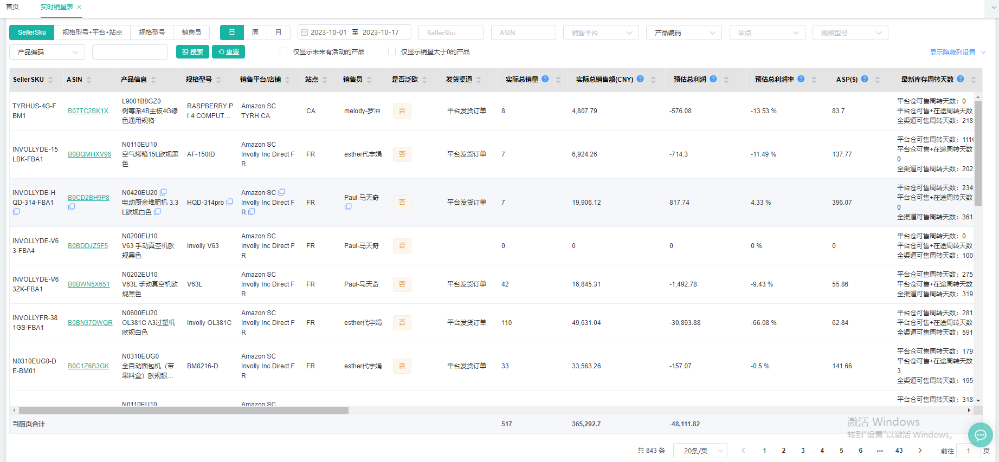 首页 实时销量表 ×
SellerSku 规格型号+平台+站点 规格型号 销售员 日 周 月 2023-10-01 至 2023-10-17 SellerSku ASIN 销售平台 产品编码 站点 规格型号
产品编码 搜索 重置 仅显示未来有活动的产品 仅显示销量大于0的产品 显示隐藏列设置
SellerSKU ASIN 产品信息 规格型号 销售平台/店铺 站点 销售员 是否泛欧 发货渠道 实际总销量 实际总销售额(CNY) 预估总利润 预估总利润率 ASP($) 最新库存周转天数
TYRHUS-4G-F
BM1
B07TC2BK1X
L9001B8GZ0
树莓派4B主板4G绿
色通用规格
RASPBERRY P
I 4 COMPUT...
Amazon SC
TYRH CA
CA
melody-罗冲
否
平台发货订单
8
4,807.79
-576.08
-13.53 %
83.7
平台仓可售周转天数：0
平台仓可售+在途周转天数
全渠道可售周转天数：218
INVOLLYDE-15
LBK-FBA1
B0BQMHXV96
N0110EU10
空气烤箱15L欧规黑
色
AF-150ID
Amazon SC
Involly Inc Direct F
R
FR
esther代宇娟
否
平台发货订单
7
6,924.26
-714.3
-11.49 %
137.77
平台仓可售周转天数：1116
平台仓可售+在途周转天数
0
全渠道可售周转天数：202
INVOLLYDE-H
QD-314-FBA1
B0CD2BH9P8
N0420EU20
电动厨余堆肥机 3.3
L欧规白色
HQD-314pro
Amazon SC
Involly Inc Direct F
R
FR
Paul-马天奇
否
平台发货订单
7
19,906.12
817.74
4.33 %
396.07
平台仓可售周转天数：234
平台仓可售+在途周转天数
0
全渠道可售周转天数：361
INVOLLYDE-V6
3-FBA4
B0BDDJZ5F5
N0200EU10
V63 手动真空机欧
规黑色
Involly V63
Amazon SC
Involly Inc Direct F
R
FR
Paul-马天奇
否
0
0
0
0 %
0
平台仓可售周转天数：0
平台仓可售+在途周转天数
全渠道可售周转天数：100
INVOLLYDE-V6
3ZK-FBA1
B0BWN5X651
N0202EU10
V63L 手动真空机欧
规黑色
V63L
Amazon SC
Involly Inc Direct F
R
FR
Paul-马天奇
否
平台发货订单
42
16,845.31
-1,492.78
-9.43 %
55.86
平台仓可售周转天数：275
平台仓可售+在途周转天数
全渠道可售周转天数：319
INVOLLYFR-38
1GS-FBA1
B0BN37DWQR
N0600EU20
OL381C A3过塑机
欧规白色
Involly OL381C
Amazon SC
Involly Inc Direct F
R
FR
esther代宇娟
否
平台发货订单
110
49,631.04
-30,893.88
-66.08 %
62.84
平台仓可售周转天数：281
平台仓可售+在途周转天数
全渠道可售周转天数：591
N0310EUG0-D
E-BM01
B0C1Z6B3GK
N0310EUG0
全自动面包机（带
果料盒）欧规银...
BM8216-D
Amazon SC
Involly Inc Direct F
R
FR
esther代宇娟
否
平台发货订单
33
33,563.26
-157.07
-0.5 %
141.66
平台仓可售周转天数：179
平台仓可售+在途周转天数
3
全渠道可售周转天数：195
N0110EU10
Amazon SC
平台仓可售周转天数：318
当前页合计 517 365,292.7 -48,111.82
激活 Windows
转到“设置”以激活 Windows。
共 843 条 20条/页 1 2 3 4 5 6 ... 43 前往 1 页